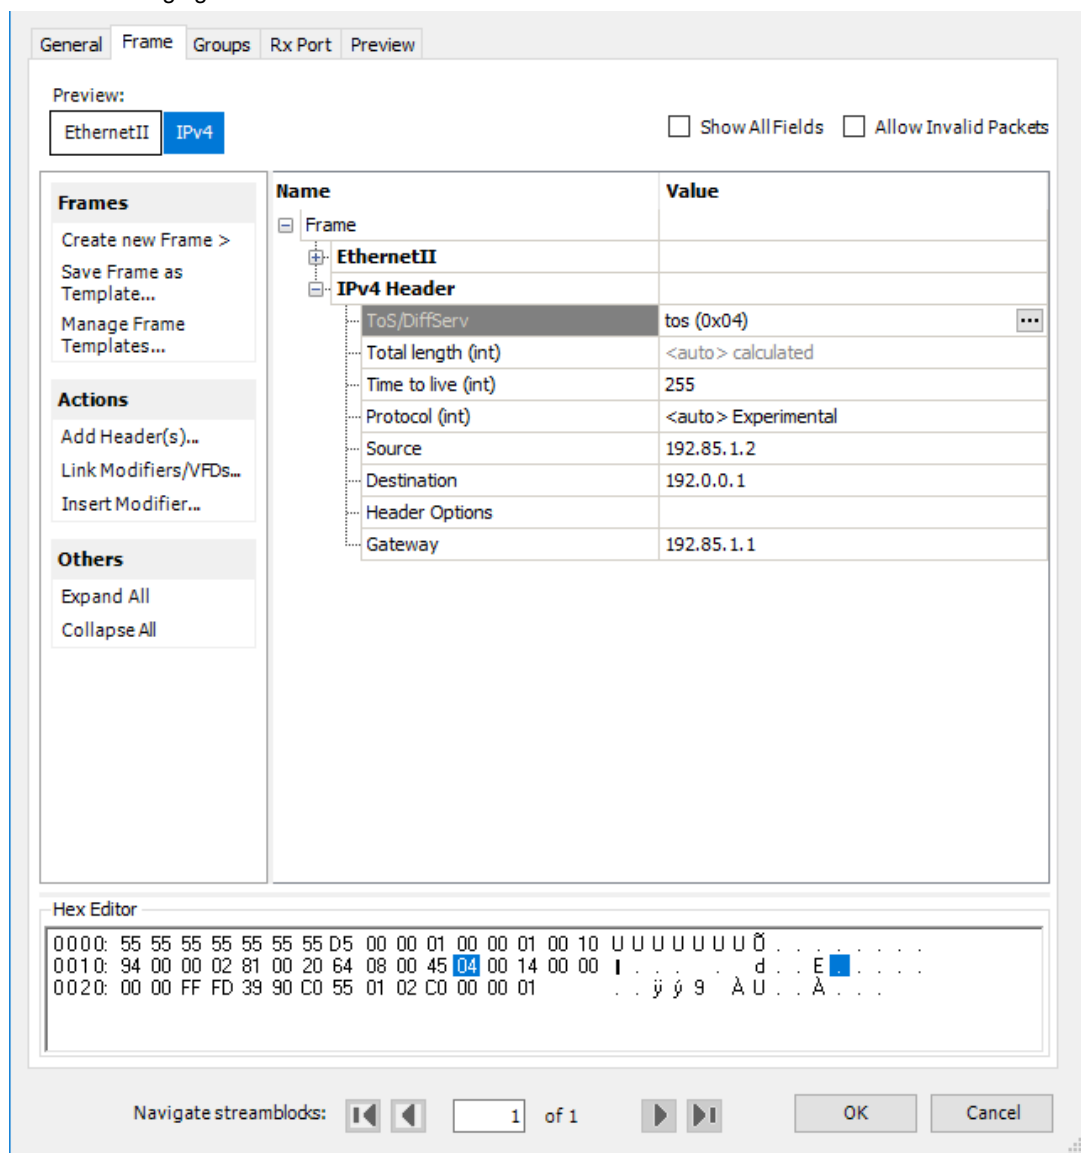 General Frame Groups Rx Port Preview
Preview:
EthernetII IPv4
Show All Fields Allow Invalid Packets
Frames
Create new Frame >
Save Frame as
Template...
Manage Frame
Templates...
Actions
Add Header(s)...
Link Modifiers/VFDs...
Insert Modifier...
Others
Expand All
Collapse All
Name Value
Frame
EthernetII
IPv4 Header
ToS/DiffServ tos (0x04) ...
Total length (int) <auto> calculated
Time to live (int) 255
Protocol (int) <auto> Experimental
Source 192.85.1.2
Destination 192.0.0.1
Header Options
Gateway 192.85.1.1
Hex Editor
0000: 55 55 55 55 55 55 55 D5 00 00 01 00 00 01 00 10 U U U U U U U Õ . . . . . . . .
0010: 94 00 00 02 81 00 20 64 08 00 45 04 00 14 00 00 . . . . d . . E . . . . .
0020: 00 00 FF FD 39 90 C0 55 01 02 C0 00 00 01 . . ÿ ý 9 À U . . À . . .
Navigate streamblocks: 1 of 1 OK Cancel